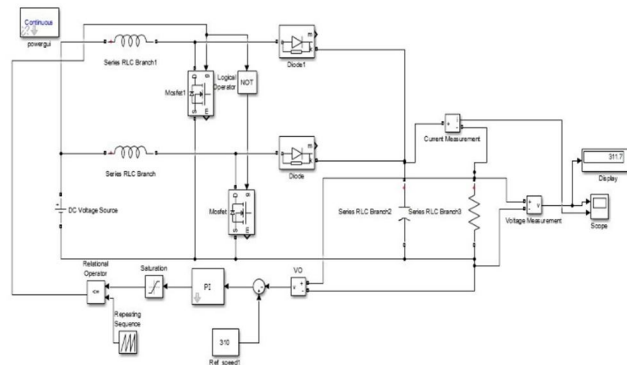 Continuous
powergui
Series RLC Branch1
Diode1
Mosfet1
Logical
Operator
NOT
Series RLC Branch
Diode
Mosfet
DC Voltage Source
Current Measurement
311.7
Display
Series RLC Branch2
Series RLC Branch3
Voltage Measurement
Scope
Relational
Operator
Saturation
PI
VO
Repeating
Sequence
310
Ref_speed1